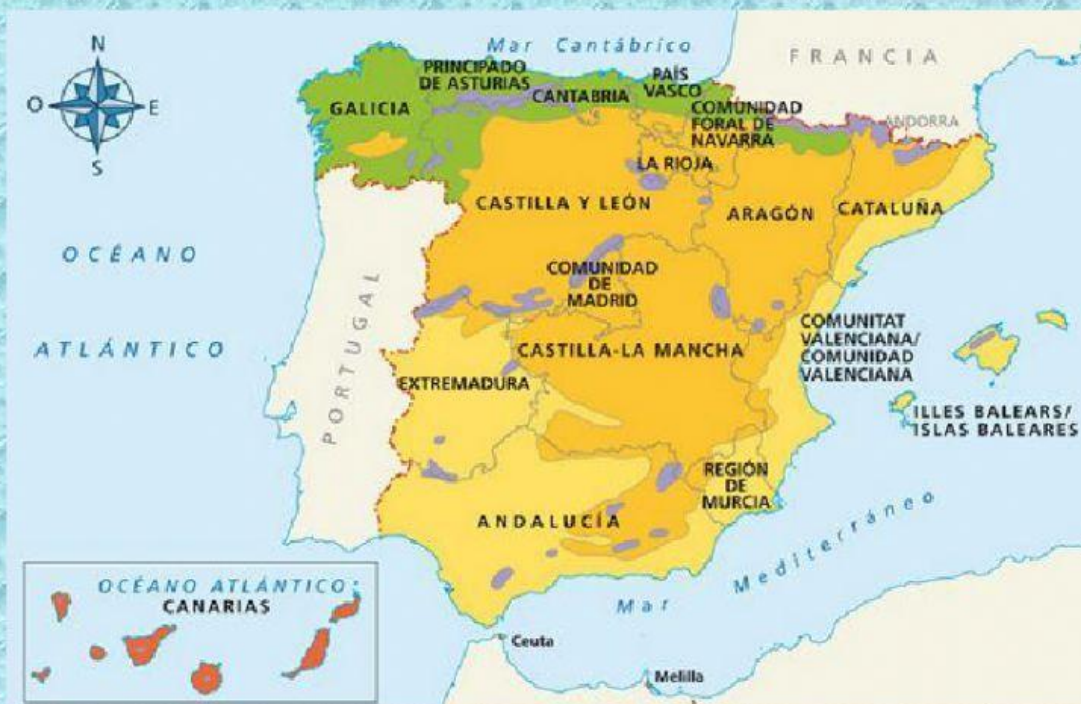 N
O
E
S
Mar Cantábrico
FRANCIA
ANDORRA
PRINCIPADO
DE ASTURIAS
GALICIA
CANTABRIA
PAÍS
VASCO
COMUNIDAD
FORAL DE
NAVARRA
LA RIOJA
CASTILLA Y LEÓN
ARAGÓN
CATALUÑA
OCÉANO
ATLÁNTICO
PORTUGAL
COMUNIDAD
DE
MADRID
CASTILLA-LA MANCHA
EXTREMADURA
COMUNITAT
VALENCIANA/
COMUNIDAD
VALENCIANA
ILLES BALEARS/
ISLAS BALEARES
REGIÓN
DE
MURCIA
ANDALUCÍA
Mar Mediterráneo
OCÉANO ATLÁNTICO
CANARIAS
Ceuta
Melilla